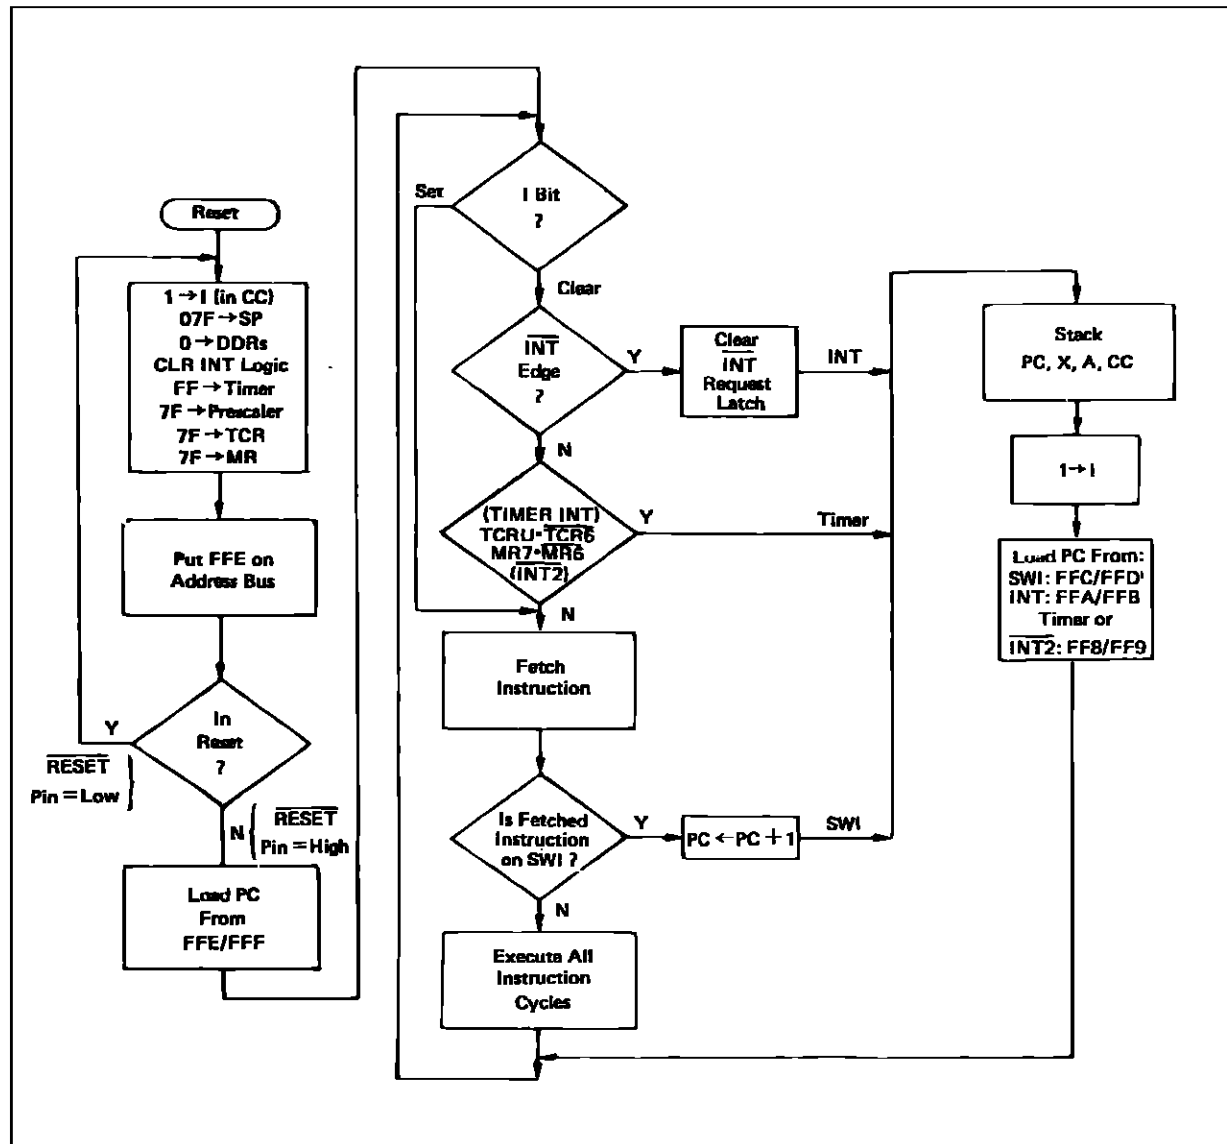 Reset
1→I (in CC)
07F→SP
0→DDRs
CLR INT Logic
FF→Timer
7F→Prescaler
7F→TCR
7F→MR
Put FFE on
Address Bus
In
Reset
?
Y
RESET
Pin = Low
N
RESET
Pin = High
Load PC
From
FFE/FFF
I Bit
?
Set
Clear
INT
Edge
?
Y
Clear
INT
Request
Latch
INT
N
(TIMER INT)
TCRU•TCR6
MR7•MR6
(INT2)
Y
Timer
N
Fetch
Instruction
Is Fetched
Instruction
on SWI ?
Y
PC ← PC + 1
SWI
N
Execute All
Instruction
Cycles
Stack
PC, X, A, CC
1→I
Load PC From:
SWI: FFC/FFD
INT: FFA/FFB
Timer or
INT2: FF8/FF9